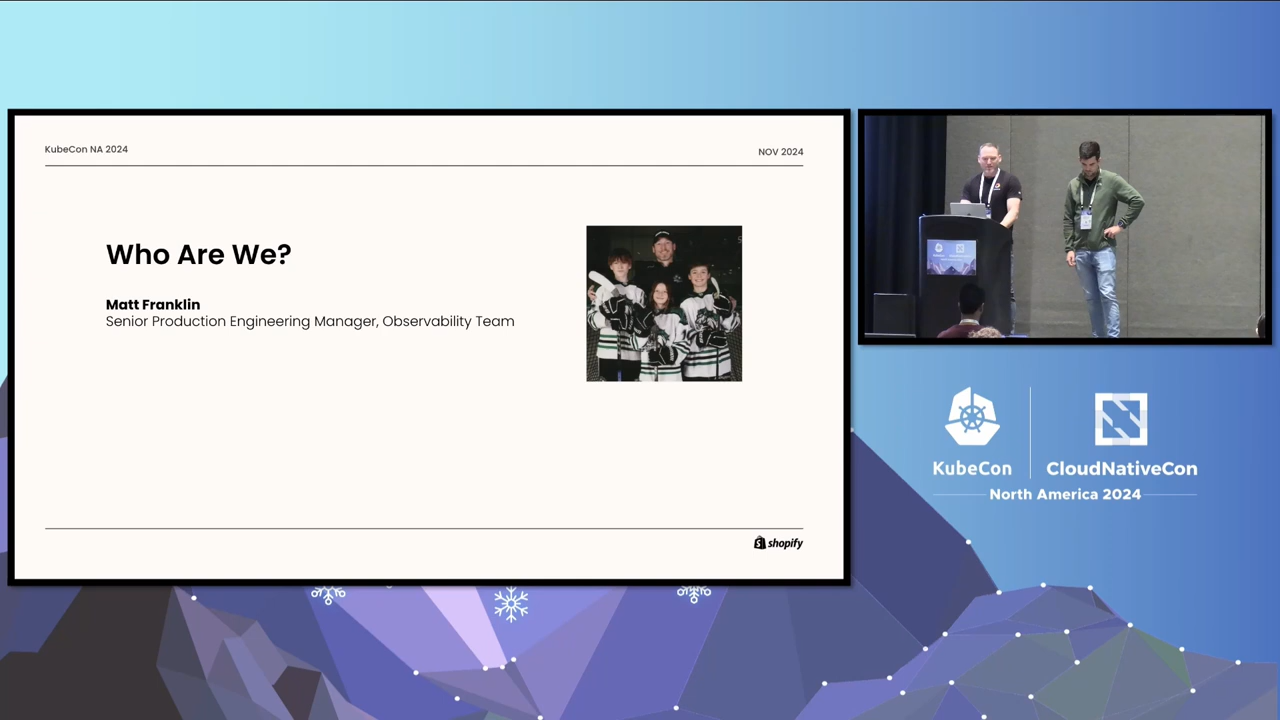 KubeCon NA 2024
NOV 2024
Who Are We?
Matt Franklin
Senior Production Engineering Manager, Observability Team
shopify
KubeCon
CloudNativeCon
North America 2024